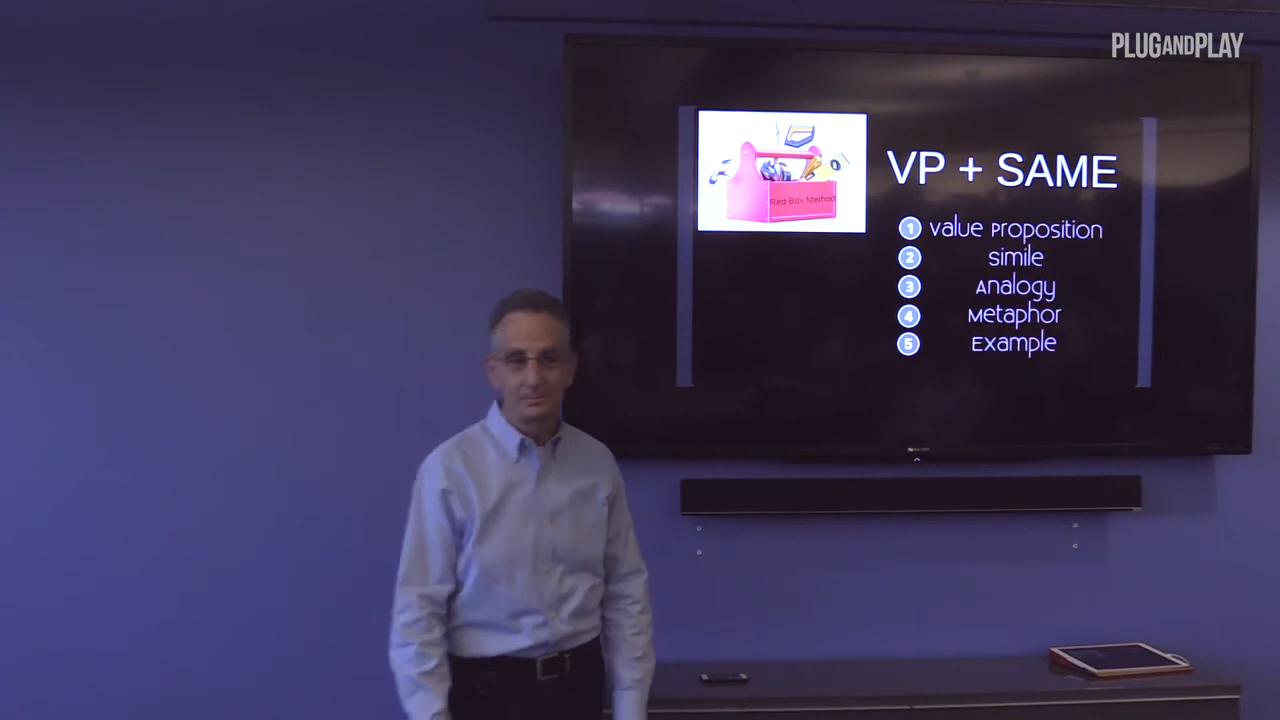 PLUGANDPLAY
Red Box Method
VP + SAME
1 Value Proposition
2 Simile
3 Analogy
4 Metaphor
5 Example